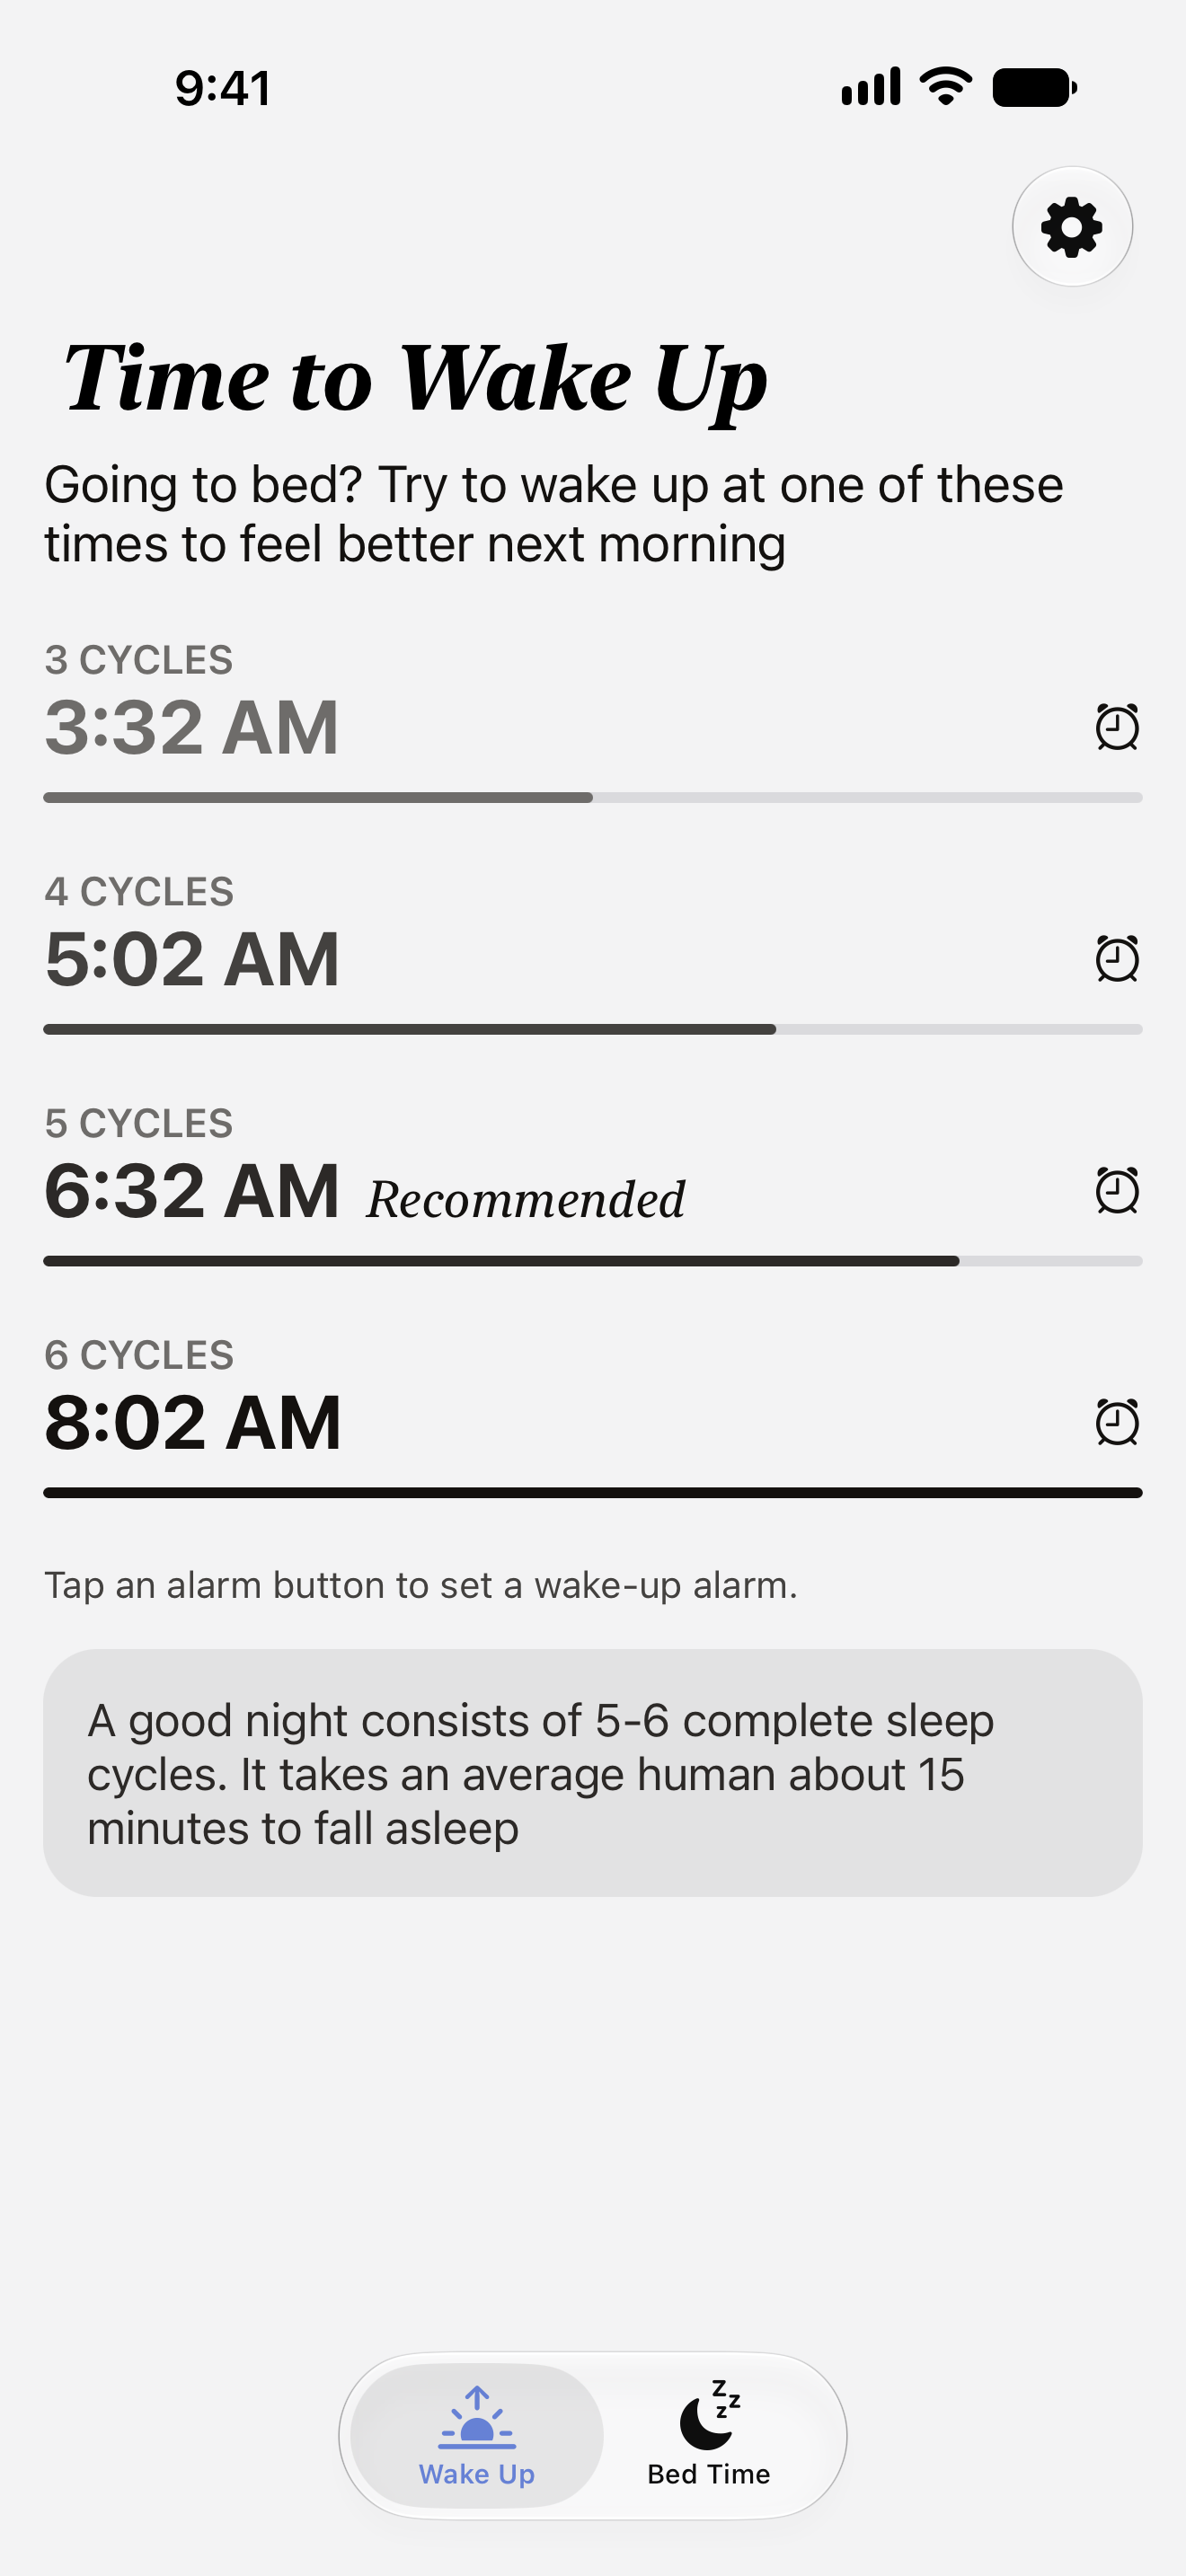 9:41
Time to Wake Up
Going to bed? Try to wake up at one of these
times to feel better next morning
3 CYCLES
3:32 AM
4 CYCLES
5:02 AM
5 CYCLES
6:32 AM Recommended
6 CYCLES
8:02 AM
Tap an alarm button to set a wake-up alarm.
A good night consists of 5-6 complete sleep
cycles. It takes an average human about 15
minutes to fall asleep
Wake Up
z z z
Bed Time